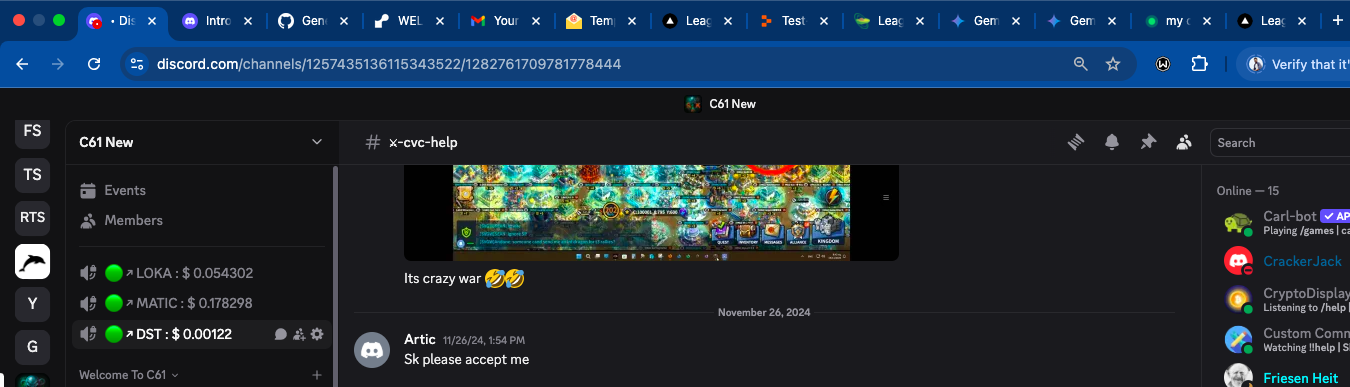 • Dis
Intro
Gene
WEL
Your
Temp
Leag
Test
Leag
Gem
Gem
my c
Leag
discord.com/channels/1257435136115343522/1282761709781778444
Verify that it'
C61 New
FS
TS
RTS
Y
G
C61 New
Events
Members
LOKA : $ 0.054302
MATIC : $ 0.178298
DST : $ 0.00122
Welcome To C61
# ⚔-cvc-help
QUEST
INVENTORY
MESSAGES
ALLIANCE
KINGDOM
Its crazy war 🤣🤣
November 26, 2024
Artic 11/26/24, 1:54 PM
Sk please accept me
Search
Online — 15
Carl-bot ✓ AP
Playing /games | ca
CrackerJack
CryptoDisplay
Listening to /help |
Custom Comm
Watching !!help | S
Friesen Heit